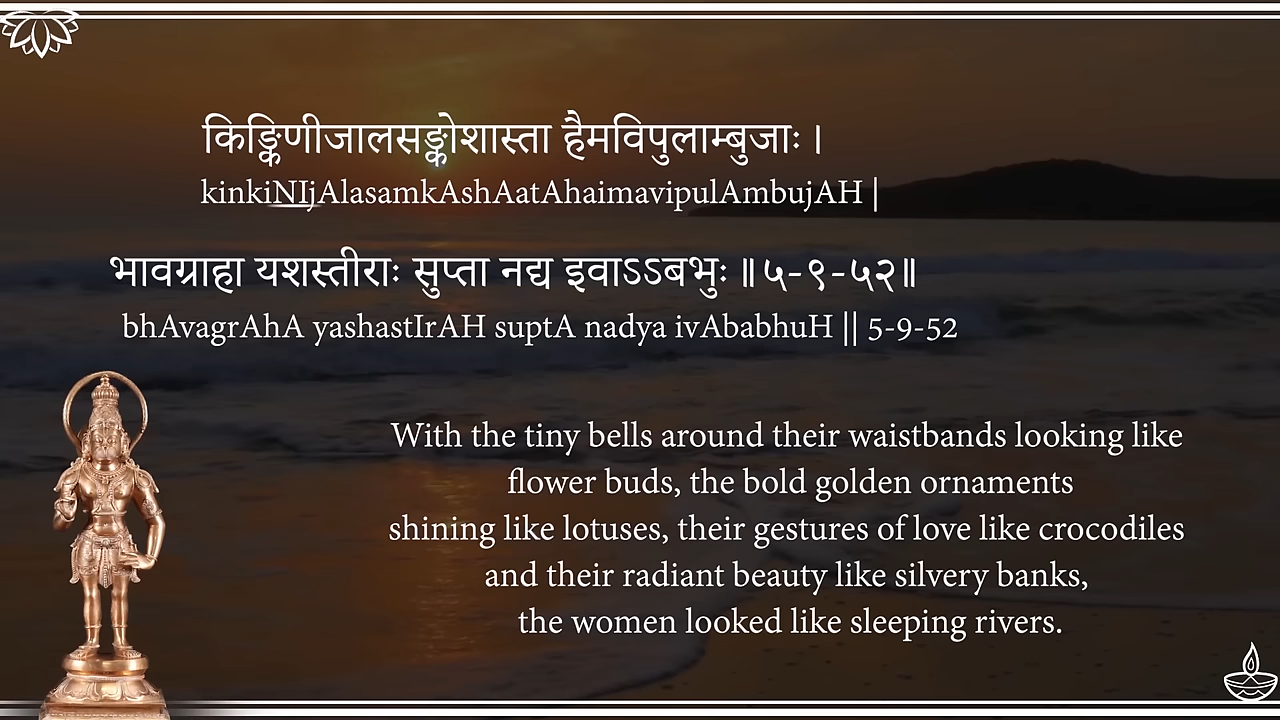 किङ्किणीजालसङ्कोशास्ता हैमविपुलाम्बुजाः ।
kinkiNIjAlasamkAshAatAhaimavipulAmbujAH |
भावग्राहा यशस्तीराः सुप्ता नद्य इवाऽऽबभुः ॥५-९-५२॥
bhAvagrAhA yashastIrAH suptA nadya ivAbabhuH || 5-9-52
With the tiny bells around their waistbands looking like
flower buds, the bold golden ornaments
shining like lotuses, their gestures of love like crocodiles
and their radiant beauty like silvery banks,
the women looked like sleeping rivers.